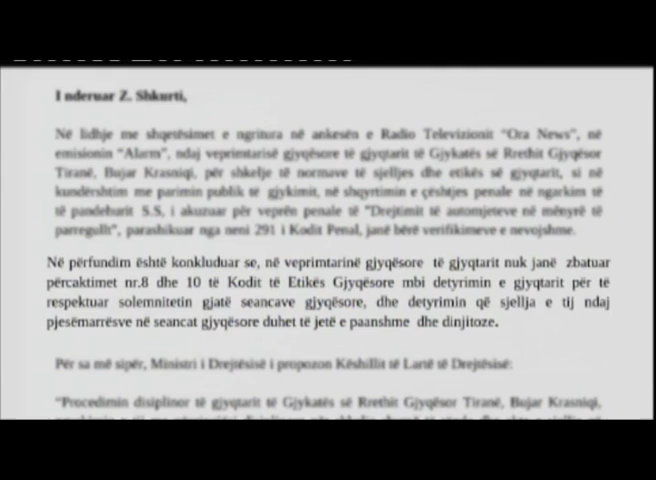 I nderuar Z. Shkurti,
Në lidhje me shqetësimet e ngritura në ankesën e Radio Televizionit "Ora News", në
emisionin "Alarm", ndaj veprimtarisë gjyqësore të gjyqtarit të Gjykatës së Rrethit Gjyqësor
Tiranë, Bujar Krasniqi, për shkelje të normave të sjelljes dhe etikës së gjyqtarit, si në
kundërshtim me parimin publik të gjykimit, në shqyrtimin e çështjes penale në ngarkim të
të pandehurit S.S, i akuzuar për veprën penale të "Drejtimit të automjeteve në mënyrë të
parregullt", parashikuar nga neni 291 i Kodit Penal, janë bërë verifikimeve e nevojshme.
Në përfundim është konkluduar se, në veprimtarinë gjyqësore të gjyqtarit nuk janë zbatuar
përcaktimet nr.8 dhe 10 të Kodit të Etikës Gjyqësore mbi detyrimin e gjyqtarit për të
respektuar solemnitetin gjatë seancave gjyqësore, dhe detyrimin që sjellja e tij ndaj
pjesëmarrësve në seancat gjyqësore duhet të jetë e paanshme dhe dinjitoze.
Për sa më sipër, Ministri i Drejtësisë i propozon Këshillit të Lartë të Drejtësisë:
"Procedimin disiplinor të gjyqtarit të Gjykatës së Rrethit Gjyqësor Tiranë, Bujar Krasniqi,